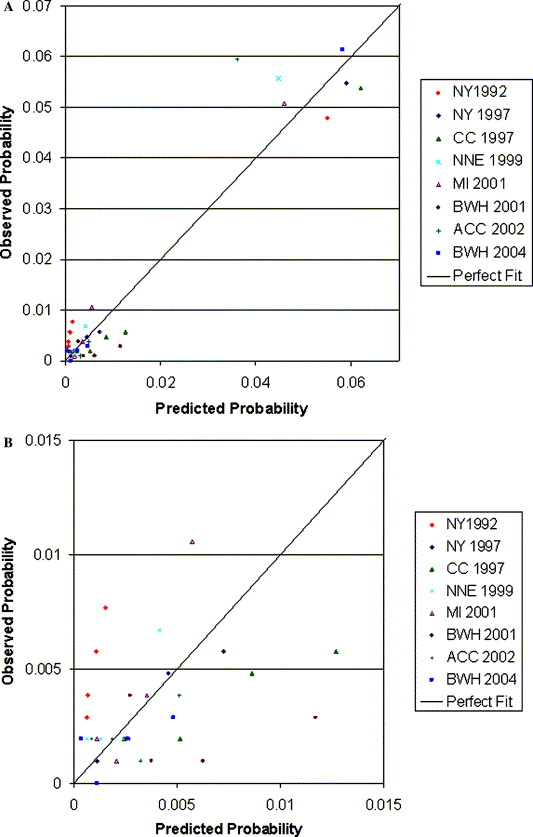 A
0.07
0.06
0.05
0.04
0.03
0.02
0.01
0
Observed Probability
0
0.02
0.04
0.06
Predicted Probability
NY1992
NY 1997
CC 1997
NNE 1999
MI 2001
BWH 2001
ACC 2002
BWH 2004
Perfect Fit
B
0.015
0.01
0.005
0
Observed Probability
0
0.005
0.01
0.015
Predicted Probability
NY1992
NY 1997
CC 1997
NNE 1999
MI 2001
BWH 2001
ACC 2002
BWH 2004
Perfect Fit